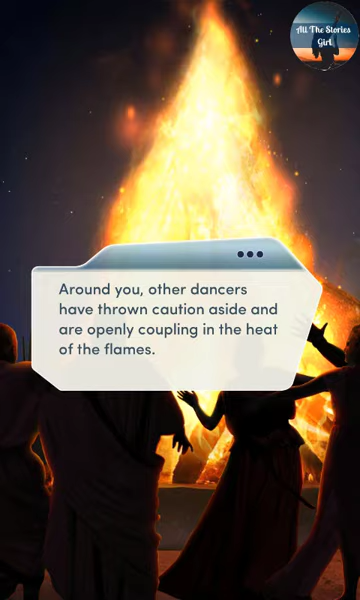 All The Stories
Girl
Around you, other dancers
have thrown caution aside and
are openly coupling in the heat
of the flames.